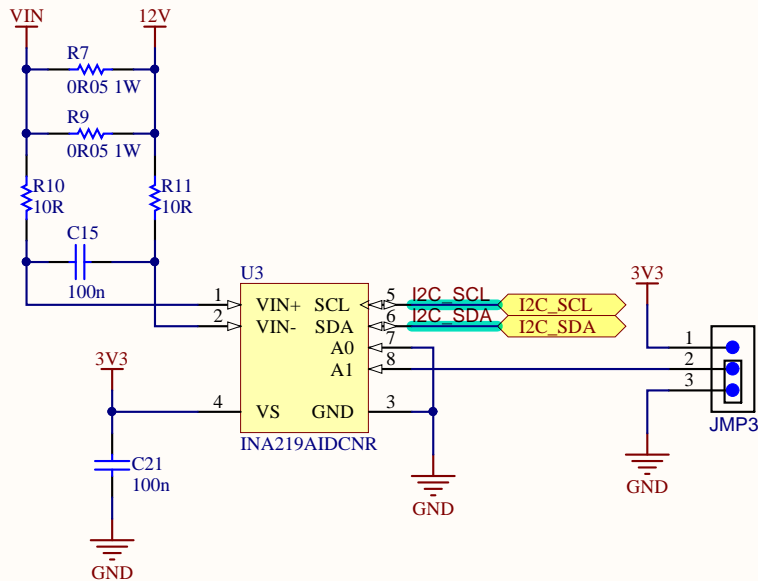 VIN 12V
R7
0R05 1W
R9
0R05 1W
R10 R11
10R 10R
C15
100n
U3
1 VIN+ SCL 5 I2C_SCL I2C_SCL
2 VIN- SDA 6 I2C_SDA I2C_SDA
A0 7
A1 8
4 VS GND 3
INA219AIDCNR
3V3
C21
100n
GND
GND
3V3
1
2
3
JMP3
GND